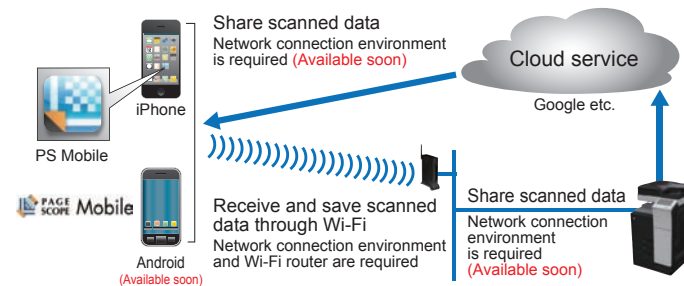 Share scanned data
Network connection environment
is required (Available soon)
iPhone
PS Mobile
Cloud service
Google etc.
PAGE
SCOPE Mobile
Android
(Available soon)
Receive and save scanned
data through Wi-Fi
Network connection environment
and Wi-Fi router are required
Share scanned data
Network connection
environment
is required
(Available soon)